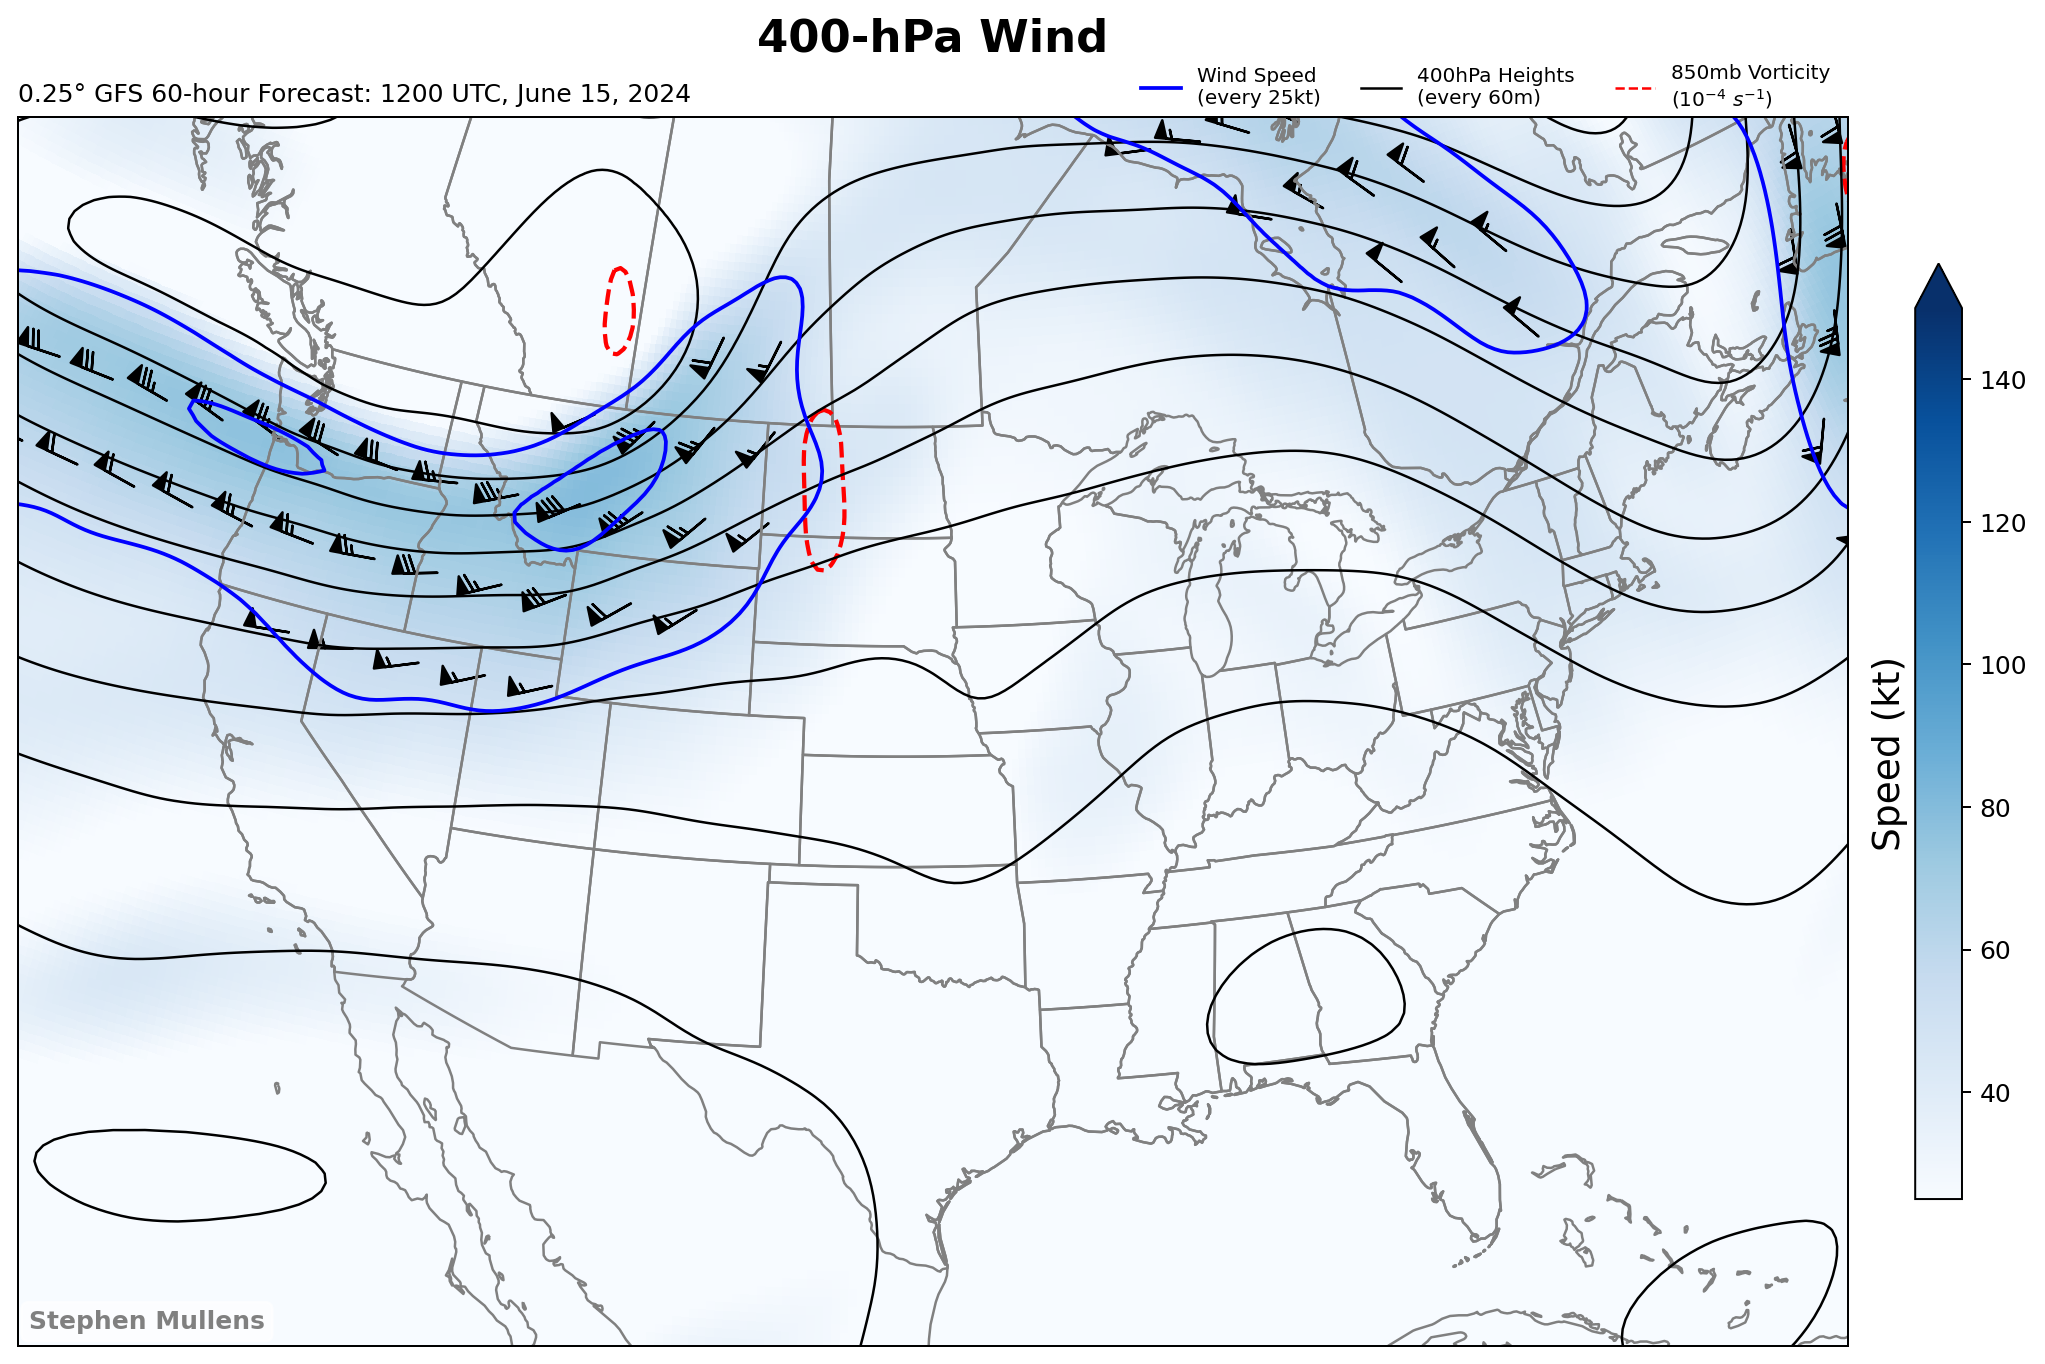 400-hPa Wind
0.25° GFS 60-hour Forecast: 1200 UTC, June 15, 2024
Wind Speed
(every 25kt)
400hPa Heights
(every 60m)
850mb Vorticity
(10⁻⁴ s⁻¹)
140
120
100
80
60
40
Speed (kt)
Stephen Mullens